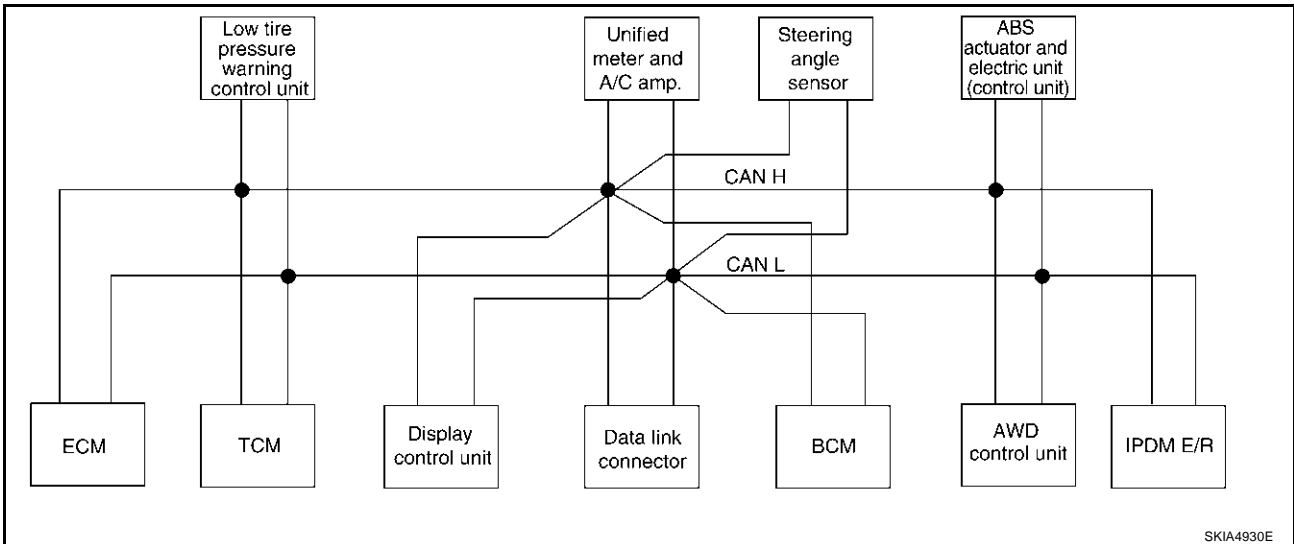 Low tire
pressure
warning
control unit
Unified
meter and
A/C amp.
Steering
angle
sensor
ABS
actuator and
electric unit
(control unit)
CAN H
CAN L
ECM
TCM
Display
control unit
Data link
connector
BCM
AWD
control unit
IPDM E/R
SKIA4930E